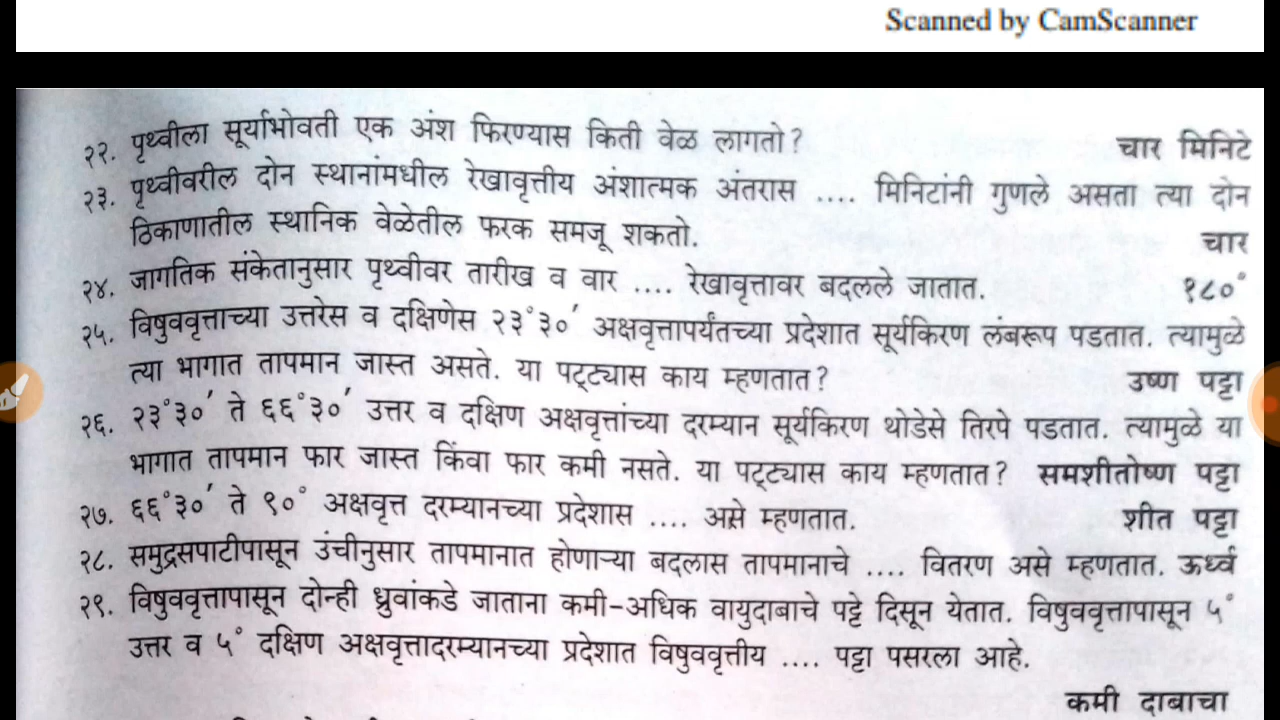 Scanned by CamScanner
२२. पृथ्वीला सूर्याभोवती एक अंश फिरण्यास किती वेळ लागतो? चार मिनिटे
२३. पृथ्वीवरील दोन स्थानांमधील रेखावृत्तीय अंशात्मक अंतरास .... मिनिटांनी गुणले असता त्या दोन
ठिकाणातील स्थानिक वेळेतील फरक समजू शकतो. चार
२४. जागतिक संकेतानुसार पृथ्वीवर तारीख व वार .... रेखावृत्तावर बदलले जातात. १८०°
२५. विषुववृत्ताच्या उत्तरेस व दक्षिणेस २३°३०′ अक्षवृत्तापर्यंतच्या प्रदेशात सूर्यकिरण लंबरूप पडतात. त्यामुळे
त्या भागात तापमान जास्त असते. या पट्ट्यास काय म्हणतात? उष्ण पट्टा
२६. २३°३०′ ते ६६°३०′ उत्तर व दक्षिण अक्षवृत्तांच्या दरम्यान सूर्यकिरण थोडेसे तिरपे पडतात. त्यामुळे या
भागात तापमान फार जास्त किंवा फार कमी नसते. या पट्ट्यास काय म्हणतात? समशीतोष्ण पट्टा
२७. ६६°३०′ ते ९०° अक्षवृत्त दरम्यानच्या प्रदेशास .... असे म्हणतात. शीत पट्टा
२८. समुद्रसपाटीपासून उंचीनुसार तापमानात होणाऱ्या बदलास तापमानाचे .... वितरण असे म्हणतात. ऊर्ध्व
२९. विषुववृत्तापासून दोन्ही ध्रुवांकडे जाताना कमी-अधिक वायुदाबाचे पट्टे दिसून येतात. विषुववृत्तापासून ५°
उत्तर व ५° दक्षिण अक्षवृत्तादरम्यानच्या प्रदेशात विषुववृत्तीय .... पट्टा पसरला आहे.
कमी दाबाचा